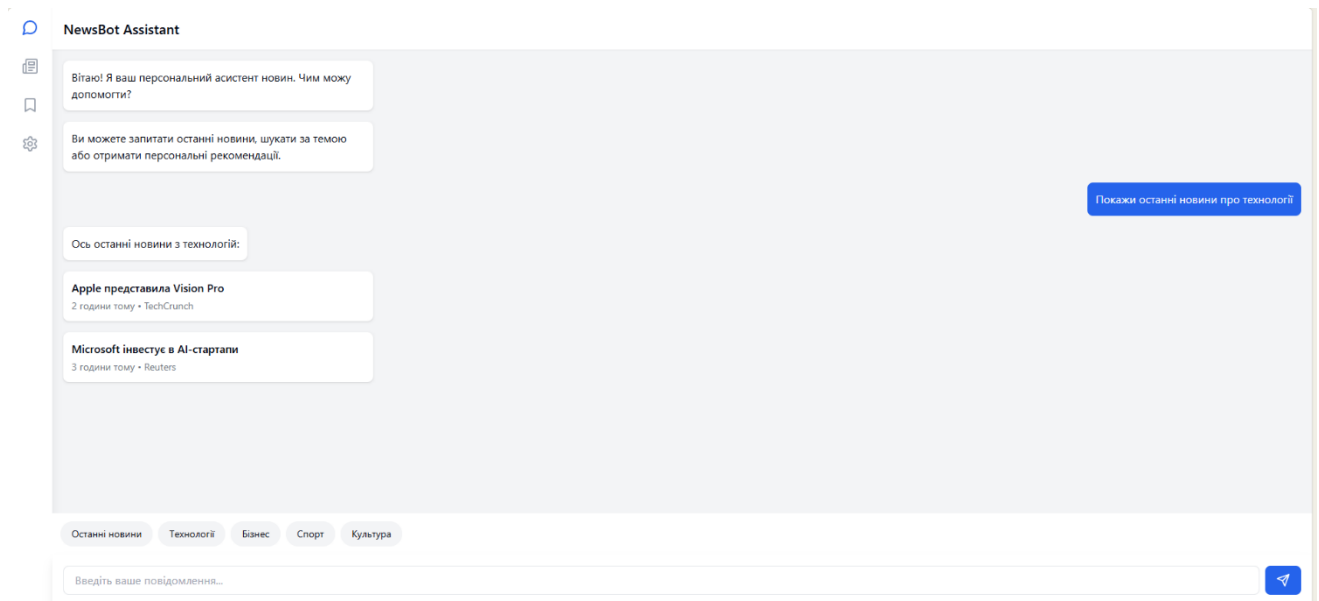 NewsBot Assistant
Вітаю! Я ваш персональний асистент новин. Чим можу
допомогти?
Ви можете запитати останні новини, шукати за темою
або отримати персональні рекомендації.
Покажи останні новини про технології
Ось останні новини з технологій:
Apple представила Vision Pro
2 години тому • TechCrunch
Microsoft інвестує в AI-стартапи
3 години тому • Reuters
Останні новини Технології Бізнес Спорт Культура
Введіть ваше повідомлення...